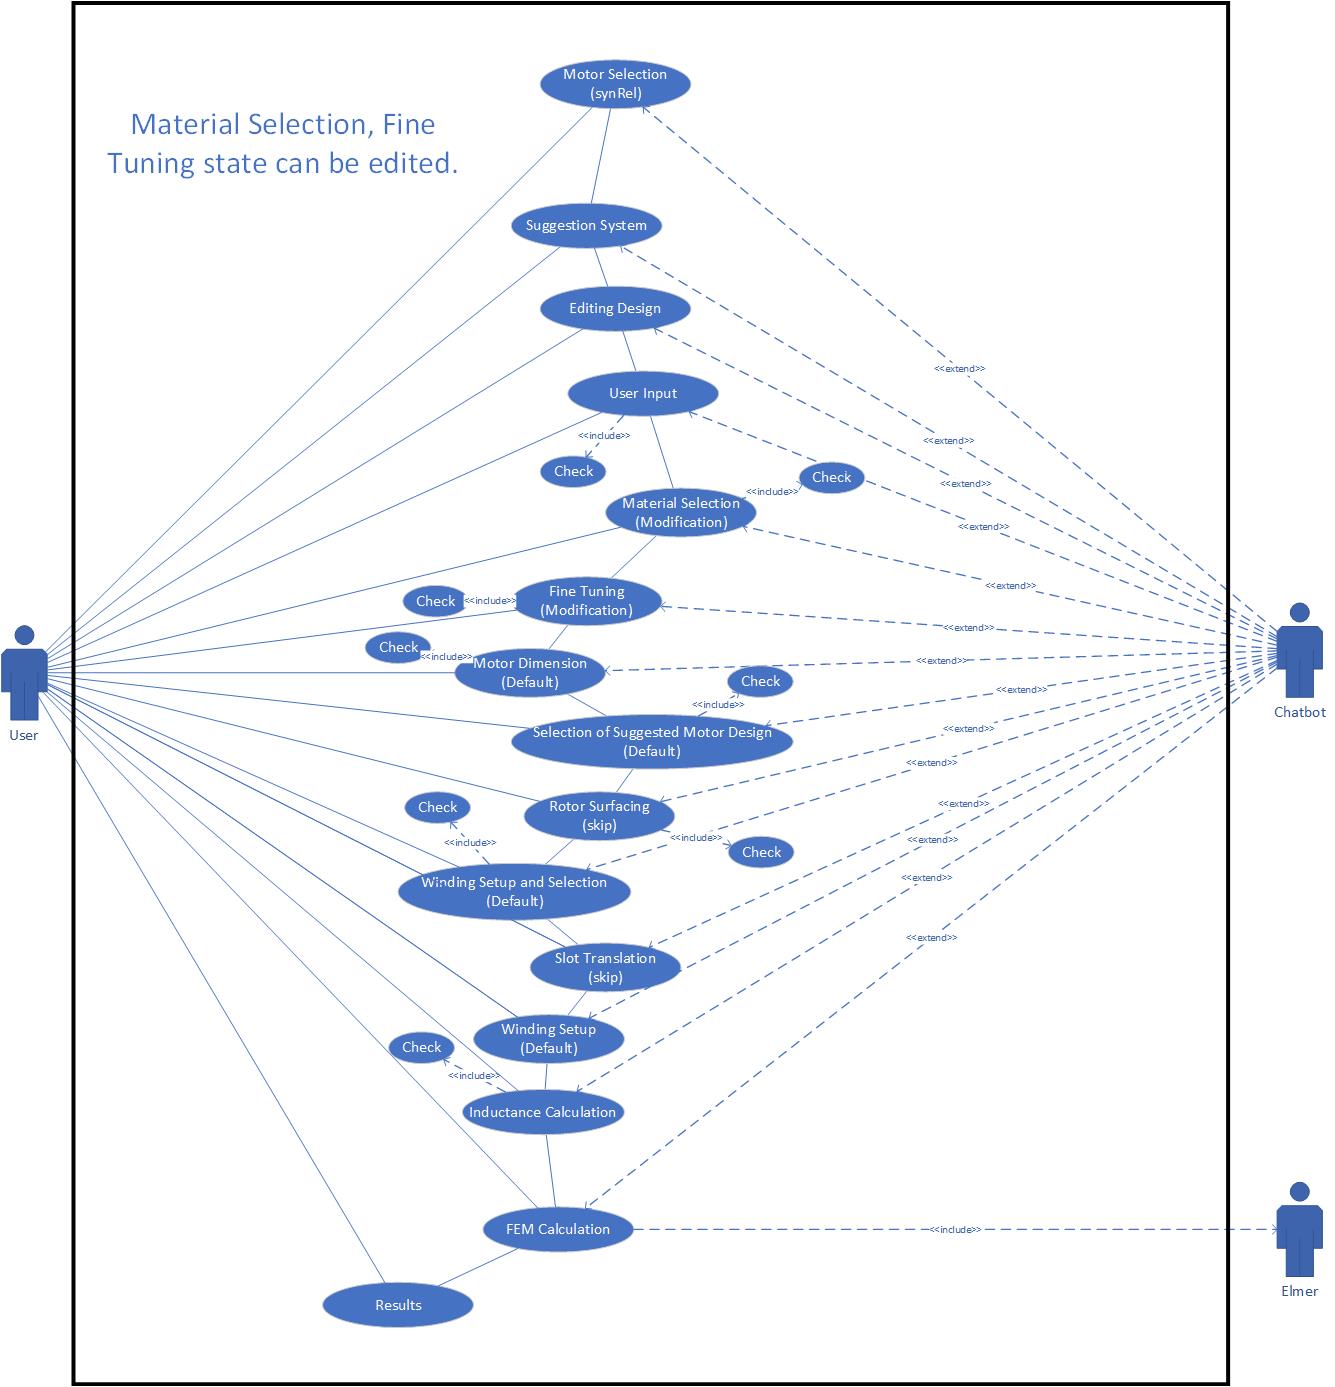 Motor Selection
(synRel)
Material Selection, Fine
Tuning state can be edited.
Suggestion System
Editing Design
<<extend>>
User Input
<<include>>
<<extend>>
Check
Check
<<extend>>
<<include>>
Material Selection
(Modification)
<<extend>>
<<extend>>
Fine Tuning
(Modification)
Check
<<include>>
<<extend>>
Check
<<include>>
Motor Dimension
(Default)
<<extend>>
Check
<<extend>>
<<include>>
Selection of Suggested Motor Design
(Default)
User
Chatbot
<<extend>>
<<extend>>
Check
Rotor Surfacing
(skip)
<<extend>>
<<include>>
<<include>>
<<extend>>
Check
Winding Setup and Selection
(Default)
<<extend>>
<<extend>>
Slot Translation
(skip)
Winding Setup
(Default)
Check
<<include>>
Inductance Calculation
FEM Calculation
<<include>>
Elmer
Results